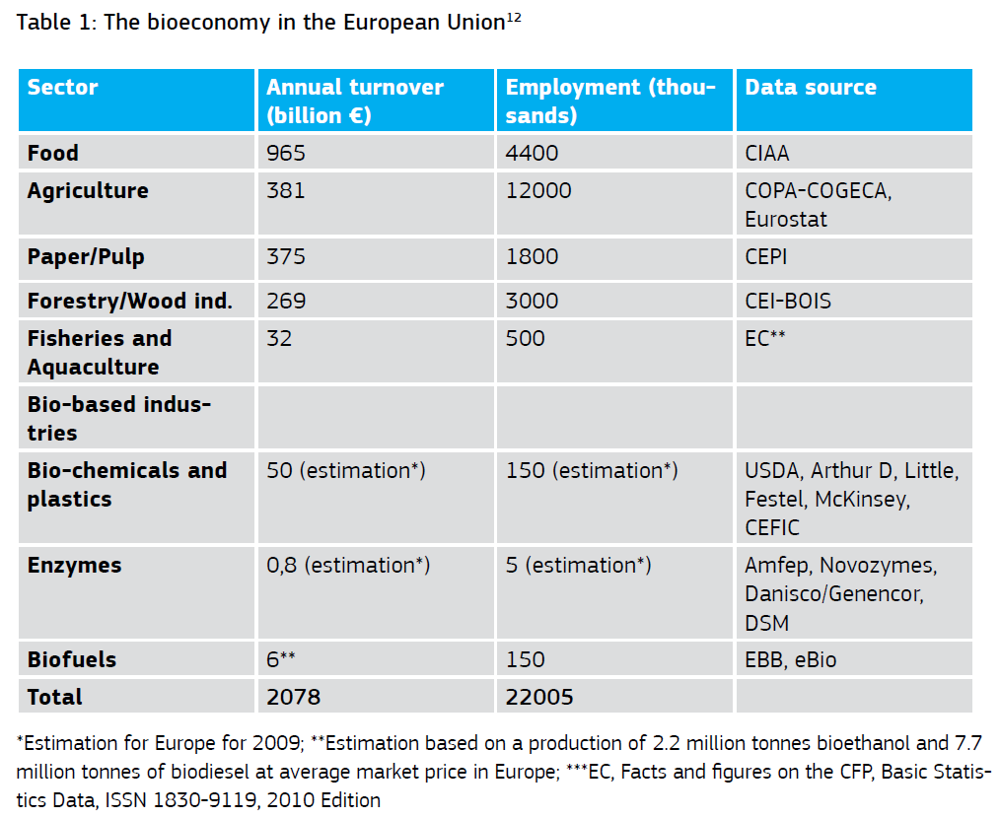 Table 1: The bioeconomy in the European Union12
Sector Annual turnover Employment (thou-
(billion €) sands) Data source
Food 965 4400 CIAA
Agriculture 381 12000 COPA-COGECA,
Eurostat
Paper/Pulp 375 1800 CEPI
Forestry/Wood ind. 269 3000 CEI-BOIS
Fisheries and 32 500 EC**
Aquaculture
Bio-based indus-
tries
Bio-chemicals and 50 (estimation*) 150 (estimation*) USDA, Arthur D, Little,
plastics Festel, McKinsey,
CEFIC
Enzymes 0,8 (estimation*) 5 (estimation*) Amfep, Novozymes,
Danisco/Genencor,
DSM
Biofuels 6** 150 EBB, eBio
Total 2078 22005
*Estimation for Europe for 2009; **Estimation based on a production of 2.2 million tonnes bioethanol and 7.7
million tonnes of biodiesel at average market price in Europe; ***EC, Facts and figures on the CFP, Basic Statis-
tics Data, ISSN 1830-9119, 2010 Edition